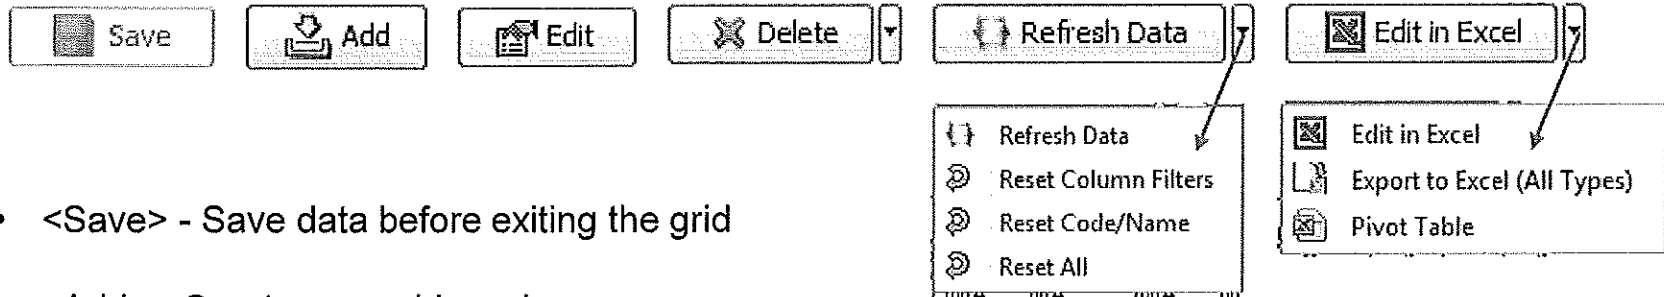 Save Add Edit Delete Refresh Data Edit in Excel
Refresh Data
Reset Column Filters
Reset Code/Name
Reset All
Edit in Excel
Export to Excel (All Types)
Pivot Table
• <Save> - Save data before exiting the grid